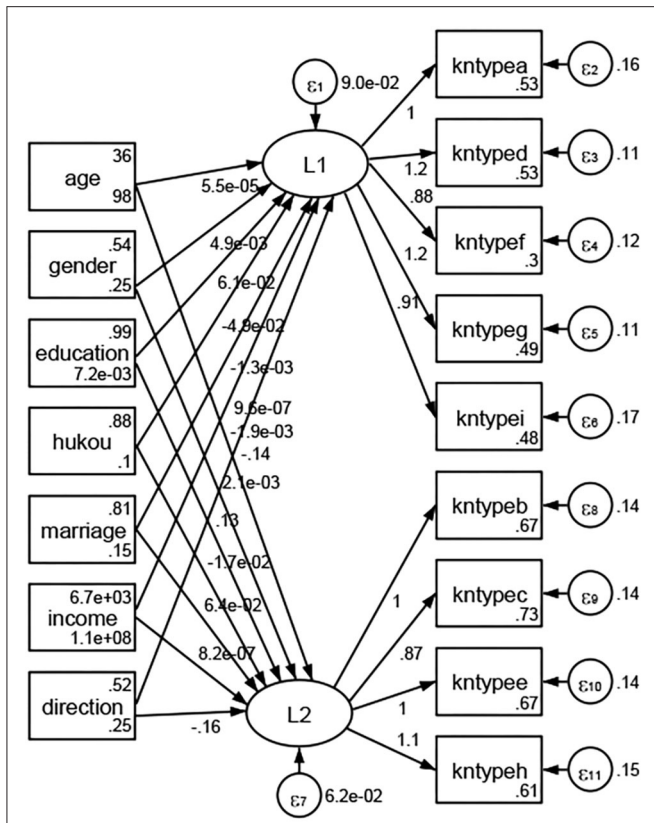 ε1 9.0e-02
L1
36
age
98
.54
gender
.25
.99
education
7.2e-03
.88
hukou
.1
.81
marriage
.15
6.7e+03
income
1.1e+08
.52
direction
.25
5.5e-05
4.9e-03
6.1e-02
-4.9e-02
-1.3e-03
9.6e-07
-1.9e-03
-.14
2.1e-03
.13
-1.7e-02
6.4e-02
8.2e-07
-.16
L2
ε7 6.2e-02
1
1.2
.88
1.2
.91
1
.87
1
1.1
kntypea
.53
ε2 .16
kntyped
.53
ε3 .11
kntypef
.3
ε4 .12
kntypeg
.49
ε5 .11
kntypei
.48
ε6 .17
kntypeb
.67
ε8 .14
kntypec
.73
ε9 .14
kntypee
.67
ε10 .14
kntypeh
.61
ε11 .15